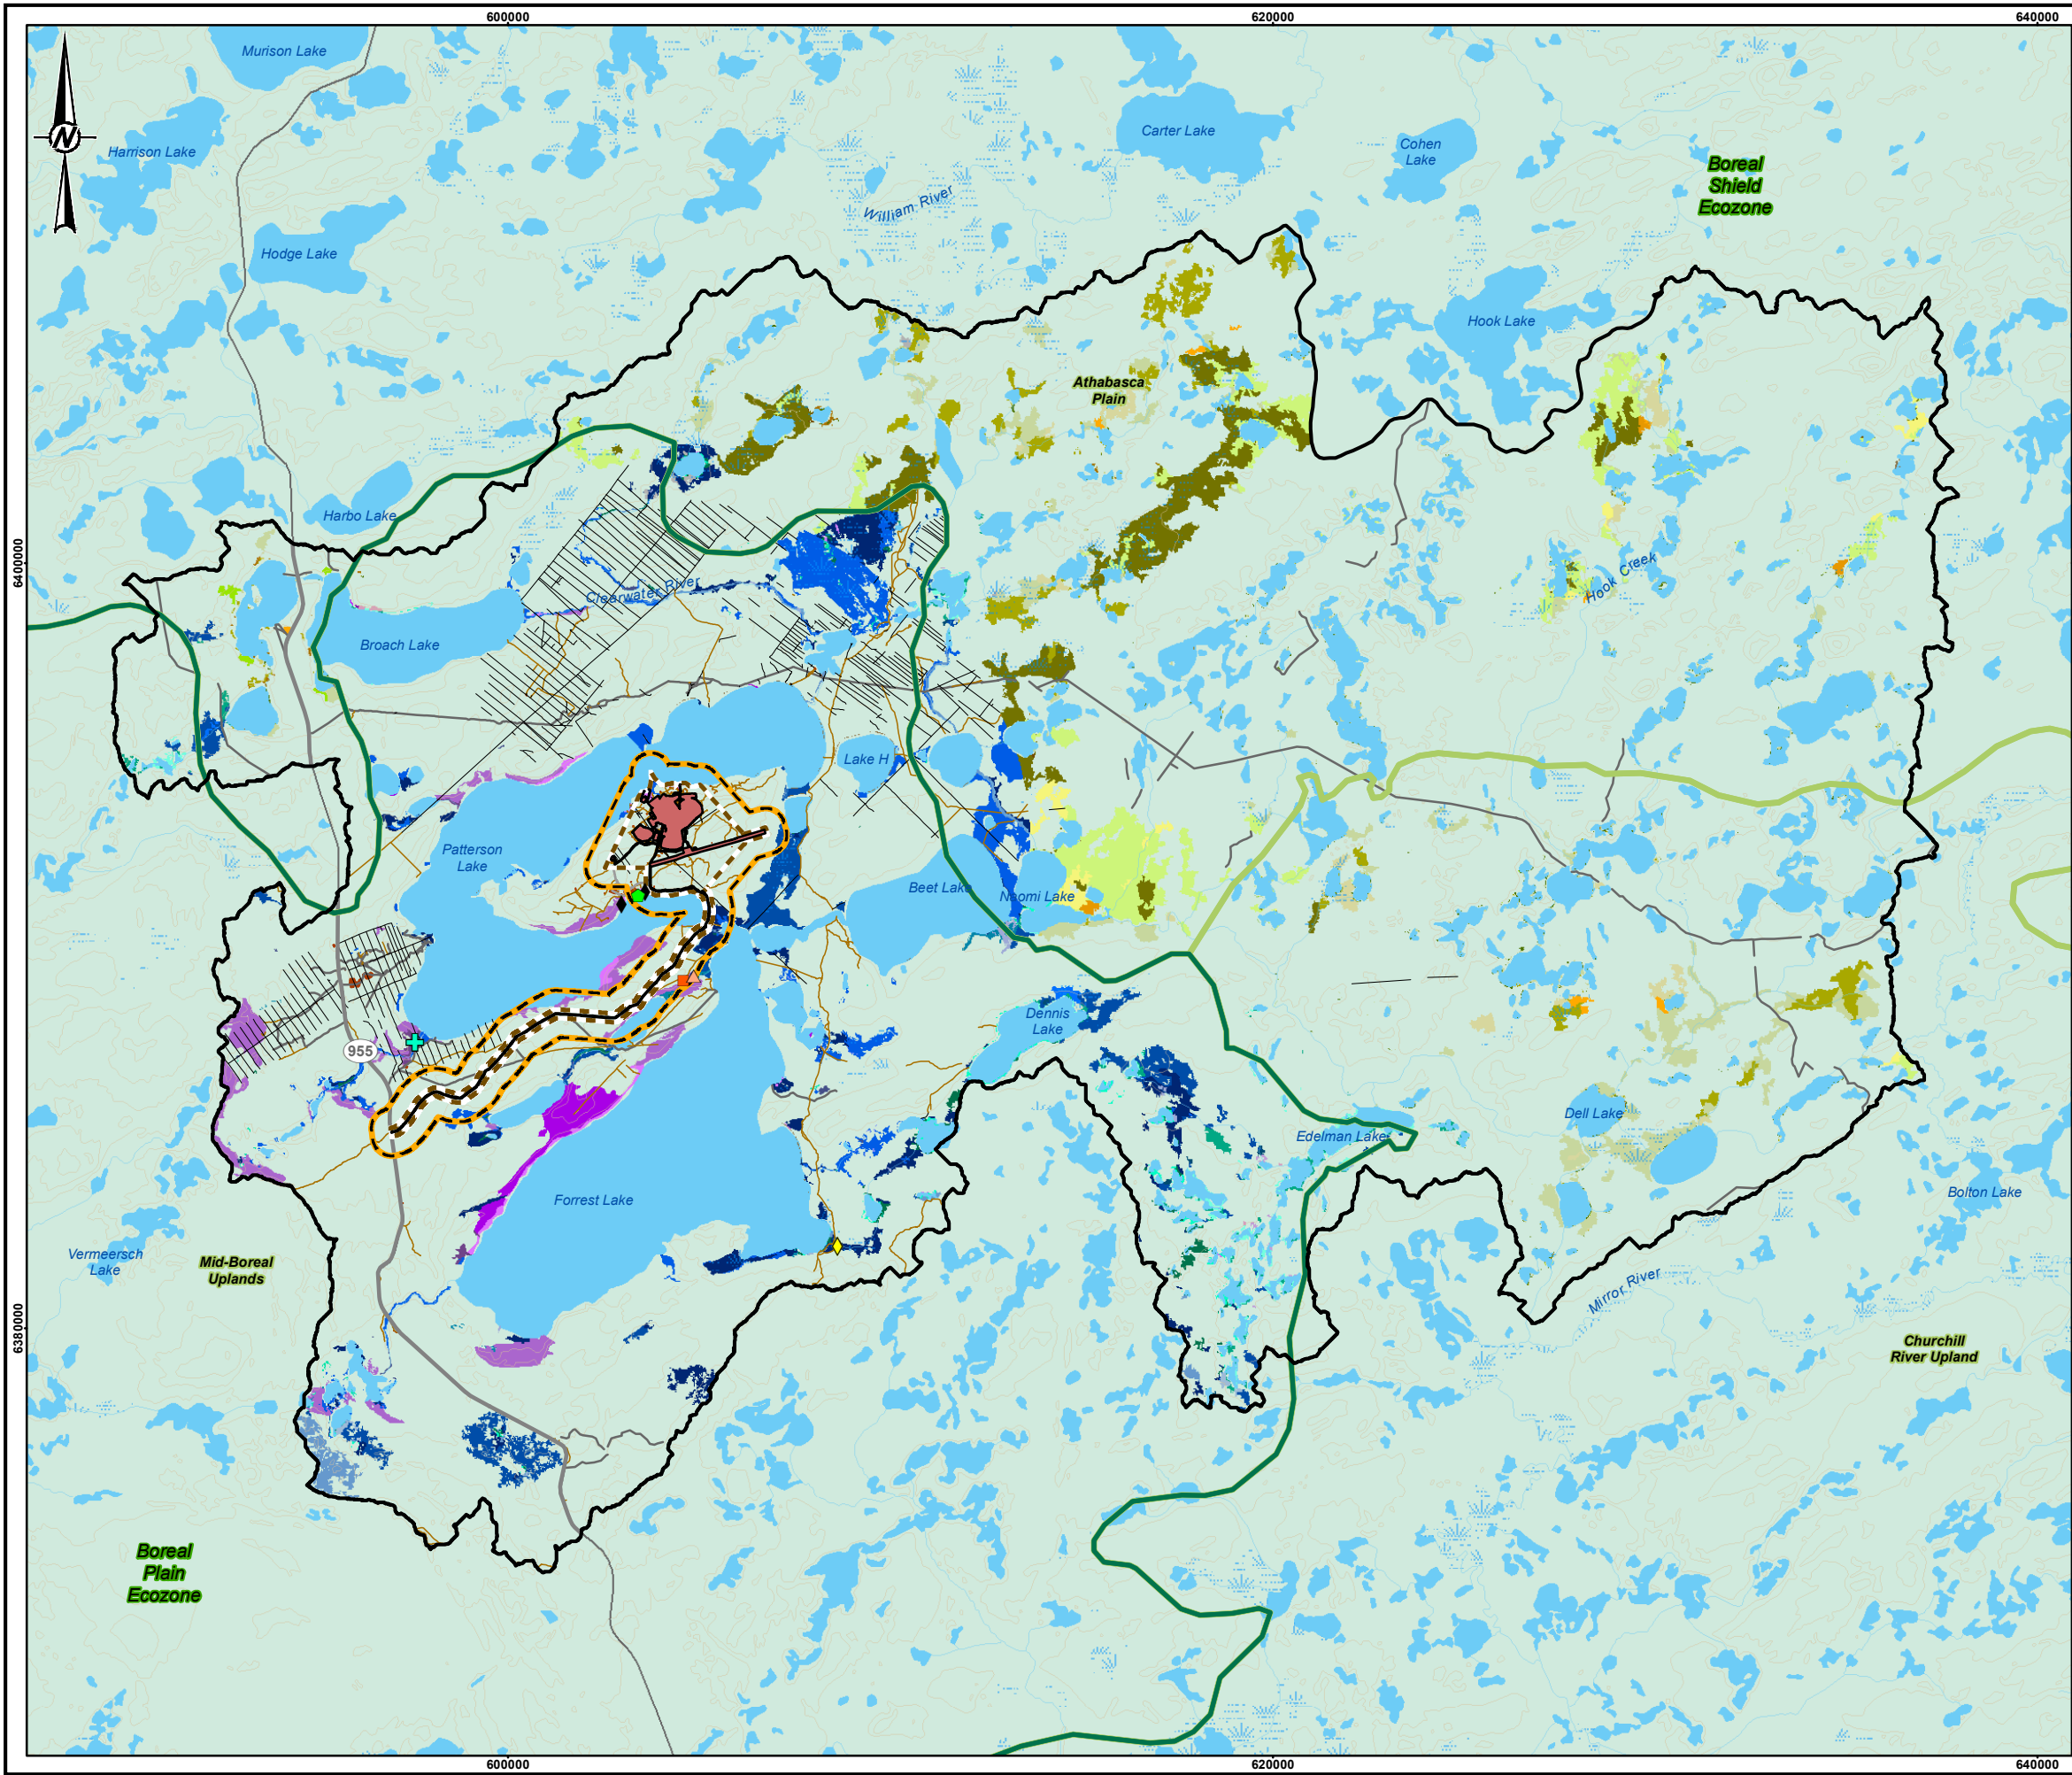 600000
620000
640000
Murison Lake
Carter Lake
N
Harrison Lake
Cohen
Lake
Boreal
Shield
Ecozone
William River
Hodge Lake
Hook Lake
Athabasca
Plain
Harbo Lake
6400000
Hook Creek
Clearwater River
Broach Lake
Lake H
Patterson
Lake
Beet Lake
Naomi Lake
Dennis
Lake
955
Dell Lake
Edelman Lake
Forrest Lake
Bolton Lake
Vermeersch
Lake
Mid-Boreal
Uplands
Mirror River
6380000
Churchill
River Upland
Boreal
Plain
Ecozone
600000
620000
640000